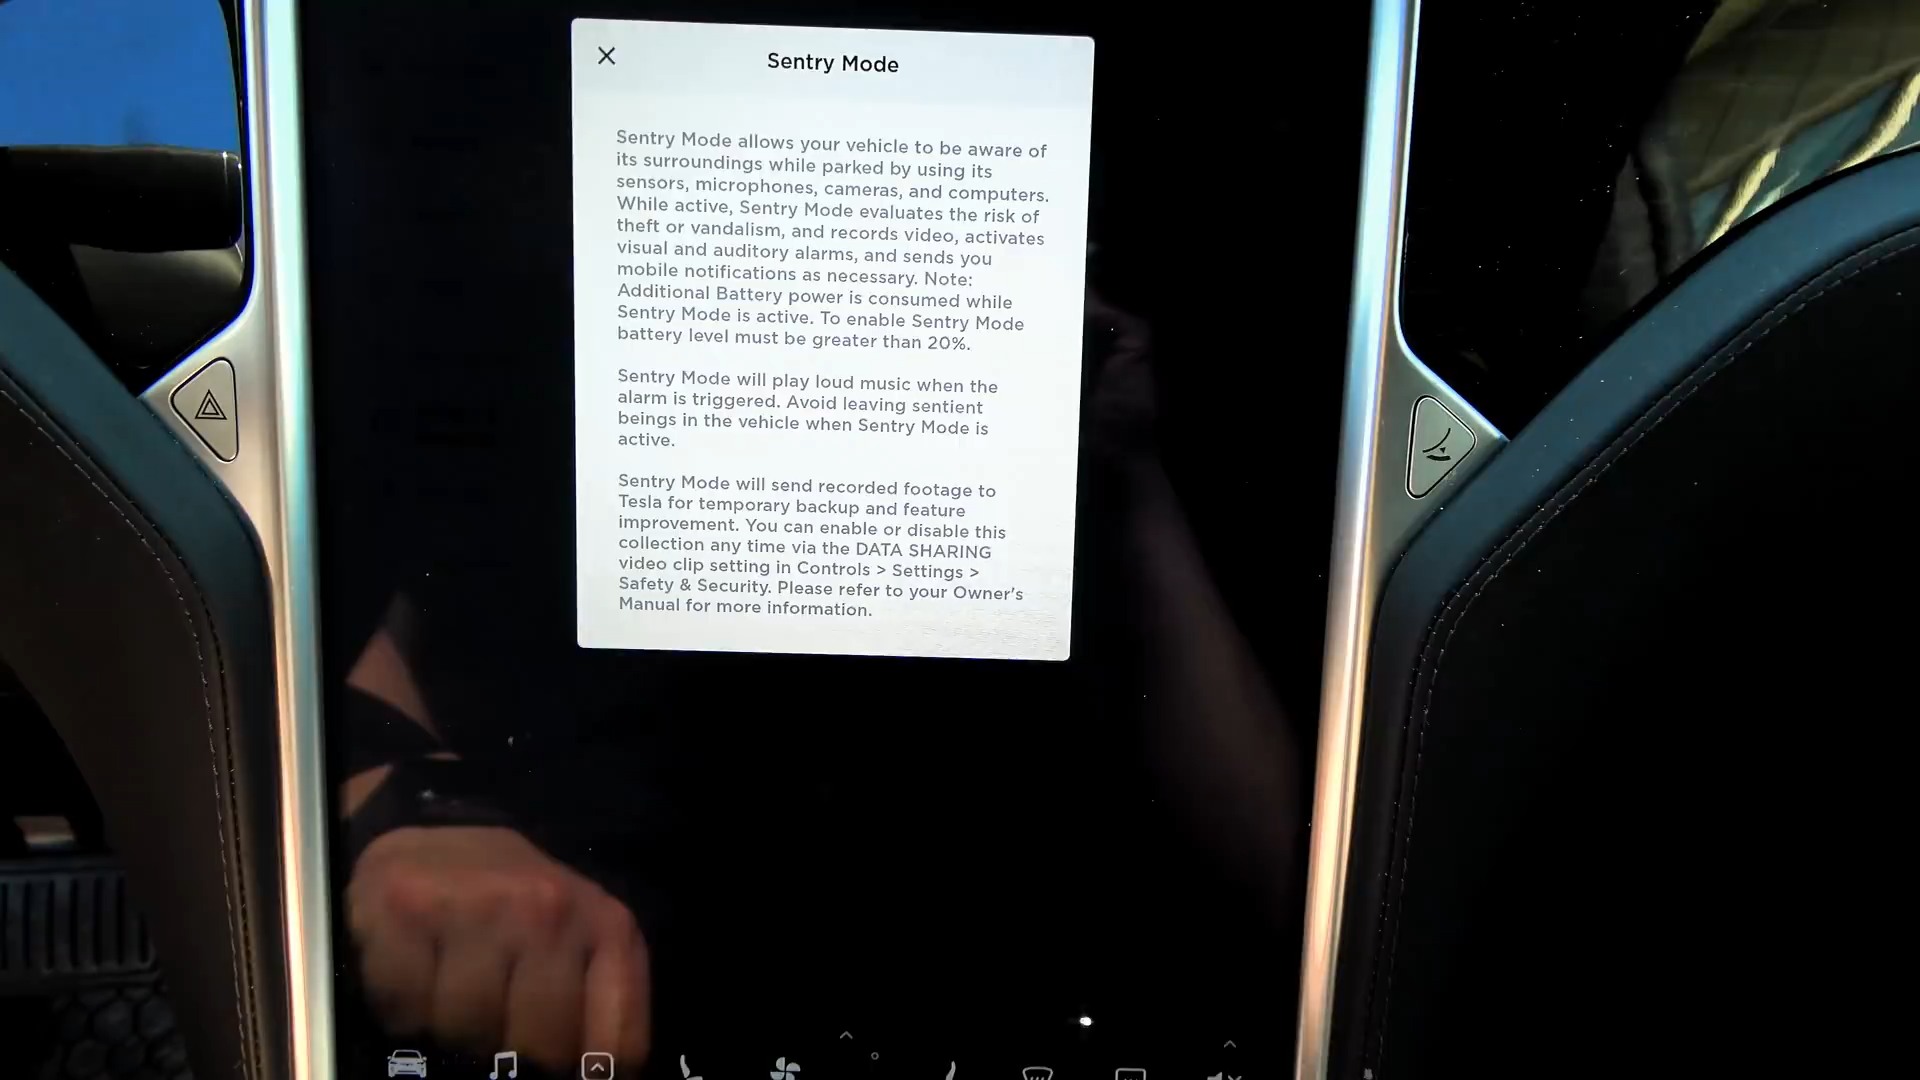 Sentry Mode
Sentry Mode allows your vehicle to be aware of
its surroundings while parked by using its
sensors, microphones, cameras, and computers.
While active, Sentry Mode evaluates the risk of
theft or vandalism, and records video, activates
visual and auditory alarms, and sends you
mobile notifications as necessary. Note:
Additional Battery power is consumed while
Sentry Mode is active. To enable Sentry Mode
battery level must be greater than 20%.
Sentry Mode will play loud music when the
alarm is triggered. Avoid leaving sentient
beings in the vehicle when Sentry Mode is
active.
Sentry Mode will send recorded footage to
Tesla for temporary backup and feature
improvement. You can enable or disable this
collection any time via the DATA SHARING
video clip setting in Controls > Settings >
Safety & Security. Please refer to your Owner's
Manual for more information.